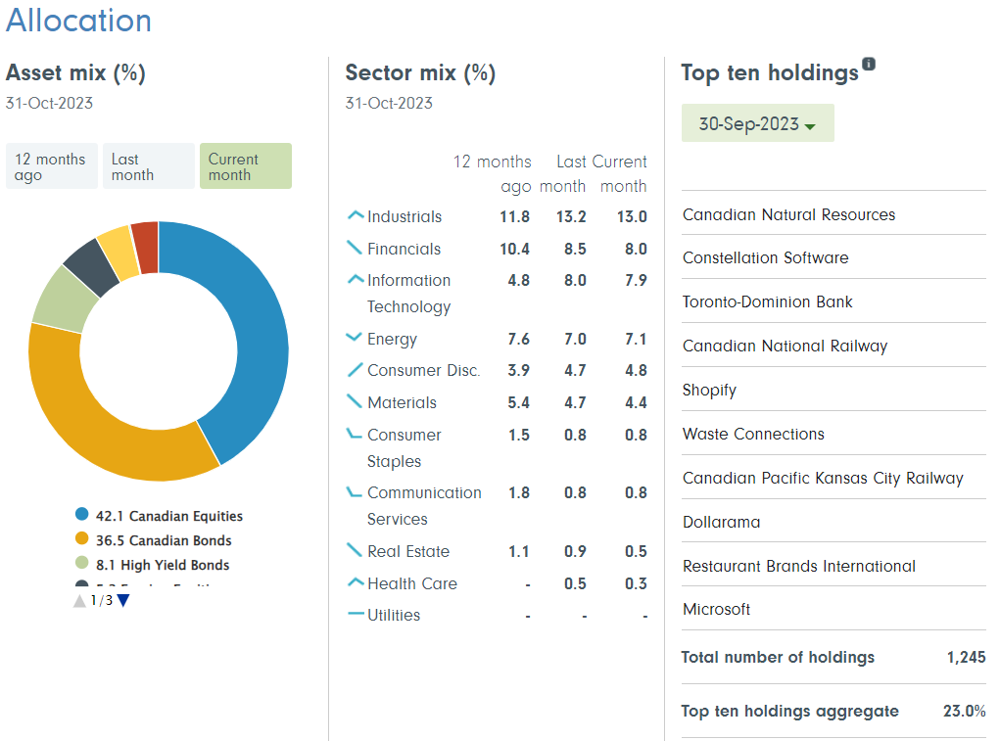 Allocation
Asset mix (%)
31-Oct-2023
12 months
ago
Last
month
Current
month
42.1 Canadian Equities
36.5 Canadian Bonds
8.1 High Yield Bonds
1/3
Sector mix (%)
31-Oct-2023
12 months Last Current
ago month month
Industrials 11.8 13.2 13.0
Financials 10.4 8.5 8.0
Information 4.8 8.0 7.9
Technology
Energy 7.6 7.0 7.1
Consumer Disc. 3.9 4.7 4.8
Materials 5.4 4.7 4.4
Consumer 1.5 0.8 0.8
Staples
Communication 1.8 0.8 0.8
Services
Real Estate 1.1 0.9 0.5
Health Care - 0.5 0.3
Utilities - - -
Top ten holdings i
30-Sep-2023
Canadian Natural Resources
Constellation Software
Toronto-Dominion Bank
Canadian National Railway
Shopify
Waste Connections
Canadian Pacific Kansas City Railway
Dollarama
Restaurant Brands International
Microsoft
Total number of holdings 1,245
Top ten holdings aggregate 23.0%